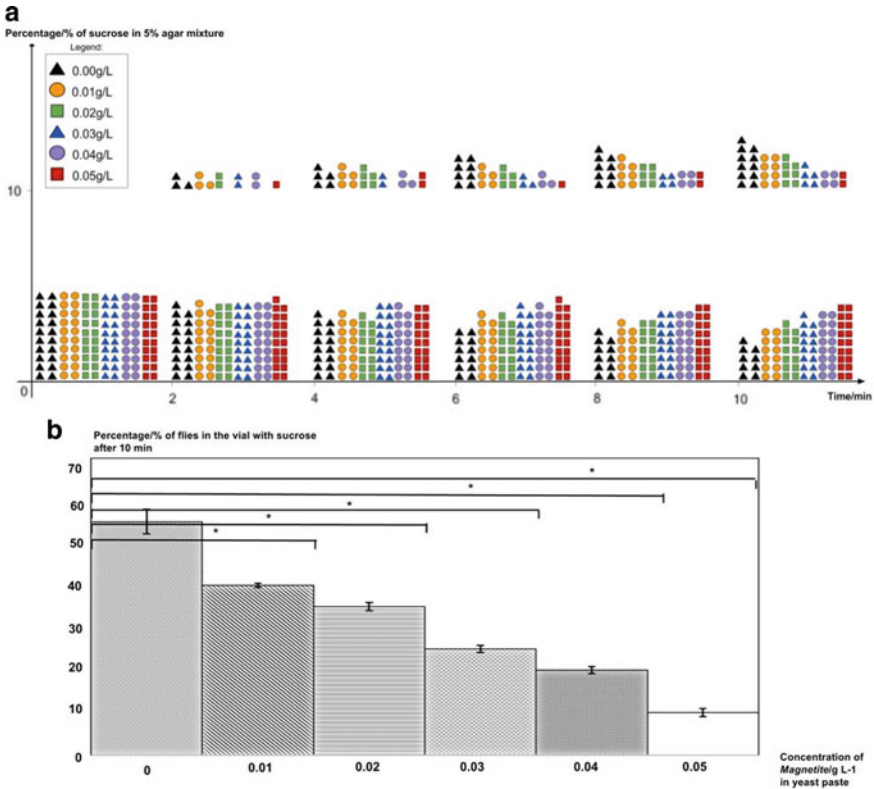 a
Percentage/% of sucrose in 5% agar mixture
Legend:
0.00g/L
0.01g/L
0.02g/L
0.03g/L
0.04g/L
0.05g/L
10
0
2
4
6
8
10
Time/min
b
Percentage/% of flies in the vial with sucrose
after 10 min
70
60
50
40
30
20
10
0
*
*
*
*
*
0
0.01
0.02
0.03
0.04
0.05
Concentration of
Magnetite/g L-1
in yeast paste